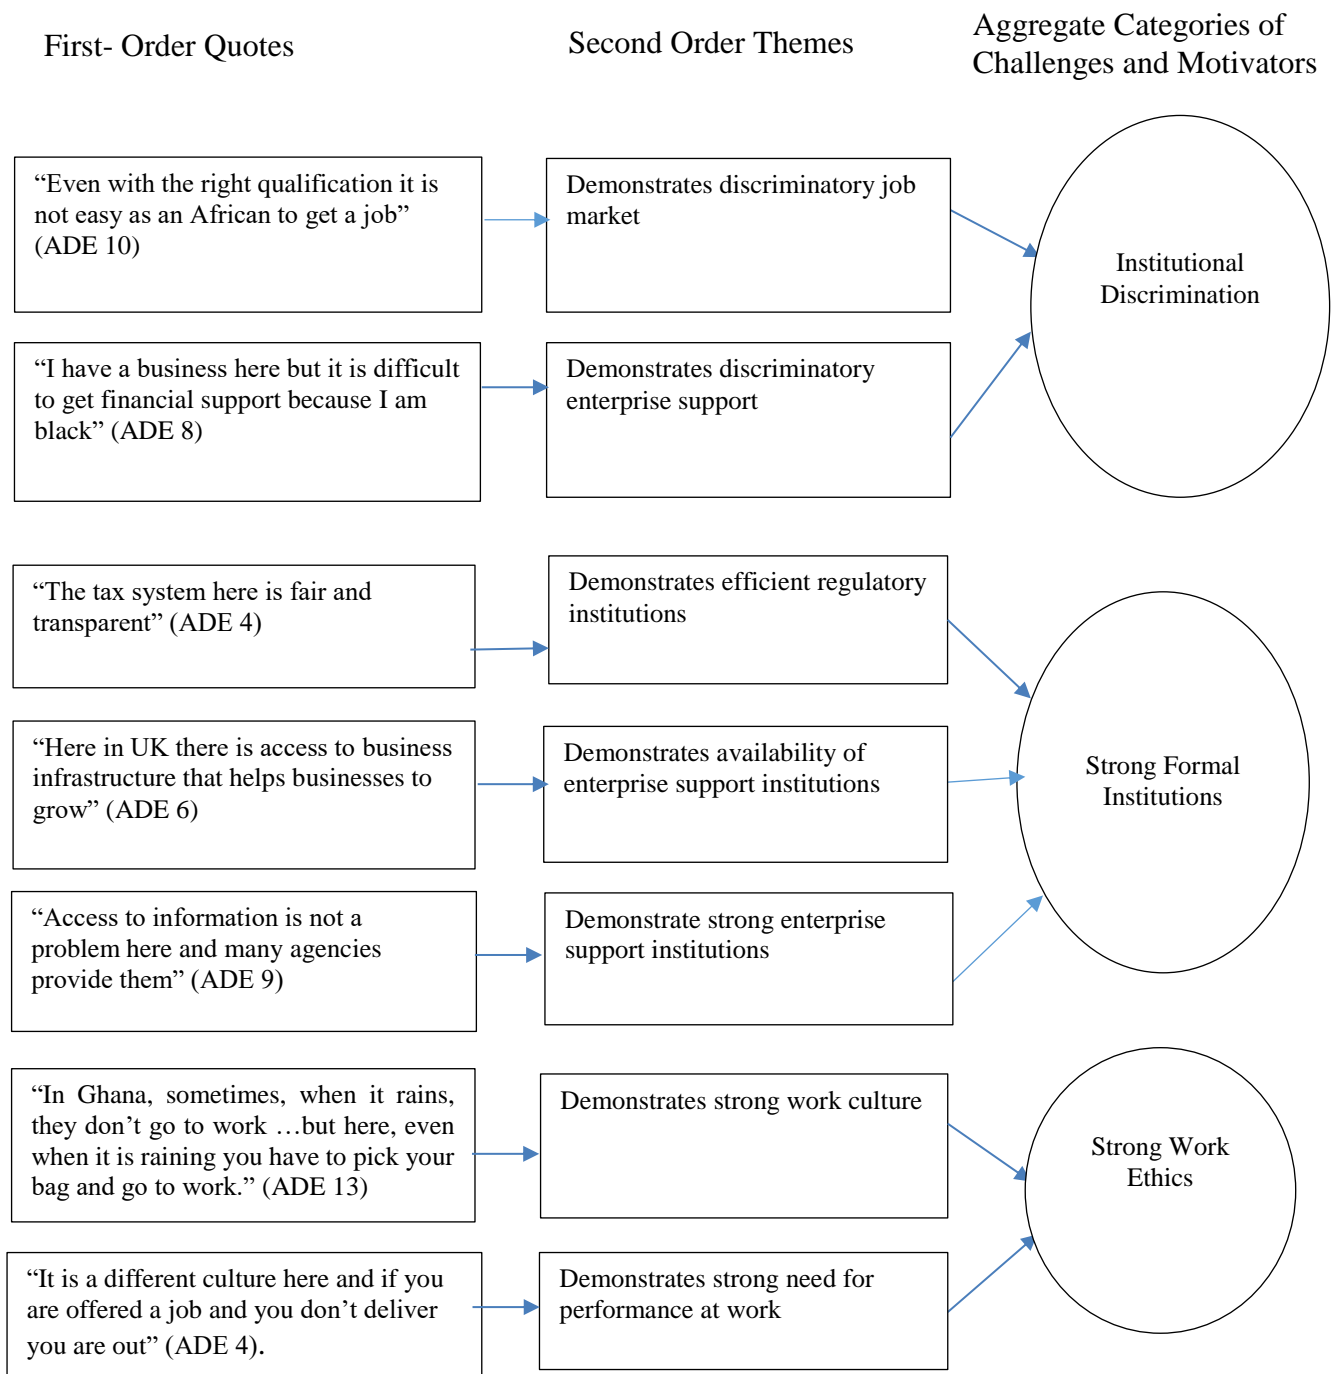 First- Order Quotes
Second Order Themes
Aggregate Categories of
Challenges and Motivators
“Even with the right qualification it is
not easy as an African to get a job”
(ADE 10)
Demonstrates discriminatory job
market
Institutional
Discrimination
“I have a business here but it is difficult
to get financial support because I am
black” (ADE 8)
Demonstrates discriminatory
enterprise support
“The tax system here is fair and
transparent” (ADE 4)
Demonstrates efficient regulatory
institutions
“Here in UK there is access to business
infrastructure that helps businesses to
grow” (ADE 6)
Demonstrates availability of
enterprise support institutions
Strong Formal
Institutions
“Access to information is not a
problem here and many agencies
provide them” (ADE 9)
Demonstrate strong enterprise
support institutions
“In Ghana, sometimes, when it rains,
they don’t go to work …but here, even
when it is raining you have to pick your
bag and go to work.” (ADE 13)
Demonstrates strong work culture
Strong Work
Ethics
“It is a different culture here and if you
are offered a job and you don’t deliver
you are out” (ADE 4).
Demonstrates strong need for
performance at work